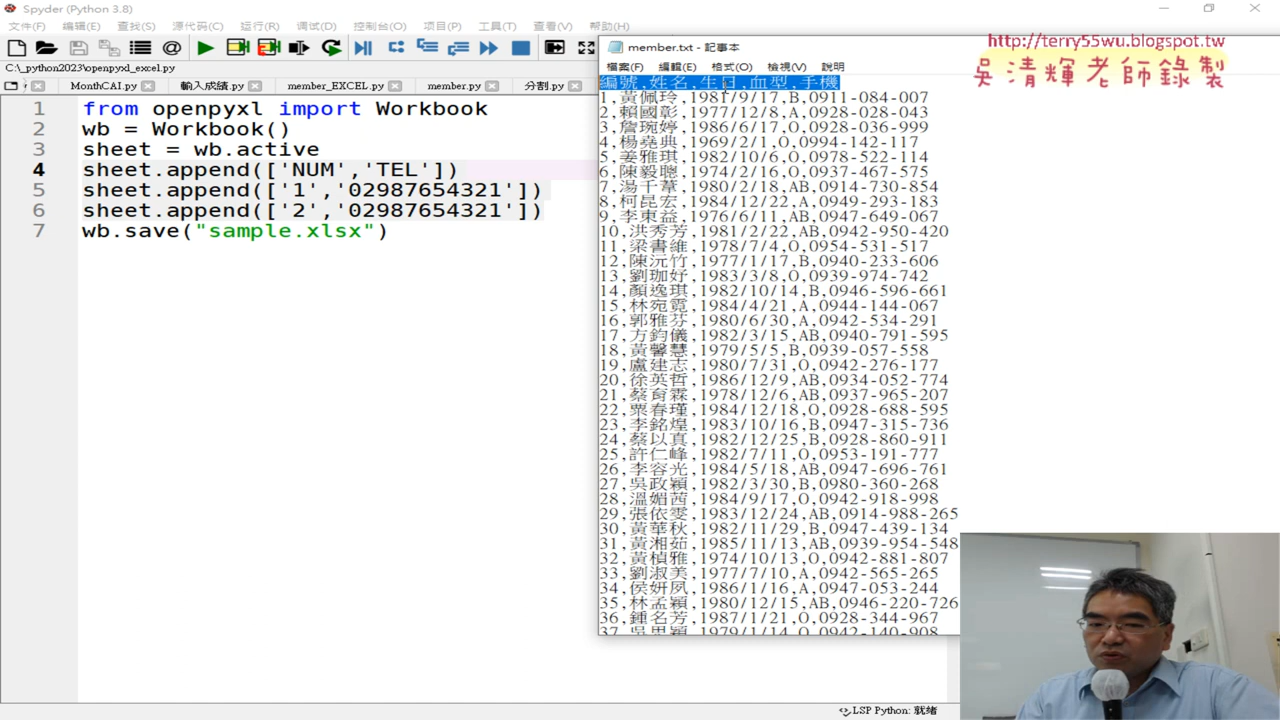 Spyder (Python 3.8)
文件(F) 编辑(E) 查找(S) 源代码(C) 运行(R) 调试(D) 控制台(O) 项目(P) 工具(T) 查看(V) 帮助(H)
C:\_python2023\openpyxl_excel.py
MonthCAI.py 輸入成績.py member_EXCEL.py member.py 分割.py
1 from openpyxl import Workbook
2 wb = Workbook()
3 sheet = wb.active
4 sheet.append(['NUM','TEL'])
5 sheet.append(['1','02987654321'])
6 sheet.append(['2','02987654321'])
7 wb.save("sample.xlsx")
member.txt - 記事本
檔案(F) 編輯(E) 格式(O) 檢視(V) 說明
編號,姓名,生日,血型,手機
1,黃佩玲,1981/9/17,B,0911-084-007
2,賴國彰,1977/12/8,A,0928-028-043
3,詹琬婷,1986/6/17,O,0928-036-999
4,楊堯典,1969/2/1,O,0994-142-117
5,姜雅琪,1982/10/6,O,0978-522-114
6,陳毅聰,1974/2/16,O,0937-467-575
7,湯千葦,1980/2/18,AB,0914-730-854
8,柯昆宏,1984/12/22,A,0949-293-183
9,李東益,1976/6/11,AB,0947-649-067
10,洪秀芳,1981/2/22,AB,0942-950-420
11,梁書維,1978/7/4,O,0954-531-517
12,陳沅竹,1977/1/17,B,0940-233-606
13,劉珈妤,1983/3/8,O,0939-974-742
14,顏逸琪,1982/10/14,B,0946-596-661
15,林宛霓,1984/4/21,A,0944-144-067
16,郭雅芬,1980/6/30,A,0942-534-291
17,方鈞儀,1982/3/15,AB,0940-791-595
18,黃馨慧,1979/5/5,B,0939-057-558
19,盧建志,1980/7/31,O,0942-276-177
20,徐英哲,1986/12/9,AB,0934-052-774
21,蔡育霖,1978/12/6,AB,0937-965-207
22,粟春瑾,1984/12/18,O,0928-688-595
23,李銘煌,1983/10/16,B,0947-315-736
24,蔡以真,1982/12/25,B,0928-860-911
25,許仁峰,1982/7/11,O,0953-191-777
26,李容光,1984/5/18,AB,0947-696-761
27,吳政穎,1982/3/30,B,0980-360-268
28,溫媚茜,1984/9/17,O,0942-918-998
29,張依雯,1983/12/24,AB,0914-988-265
30,黃華秋,1982/11/29,B,0947-439-134
31,黃湘茹,1985/11/13,AB,0939-954-548
32,黃楨雅,1974/10/13,O,0942-881-807
33,劉淑美,1977/7/10,A,0942-565-265
34,侯妍夙,1986/1/16,A,0947-053-244
35,林孟穎,1980/12/15,AB,0946-220-726
36,鍾名芳,1987/1/21,O,0928-344-967
37,吳思穎,1979/1/14,O,0942-140-908
http://terry55wu.blogspot.tw
吳清輝老師錄製
LSP Python: 就绪